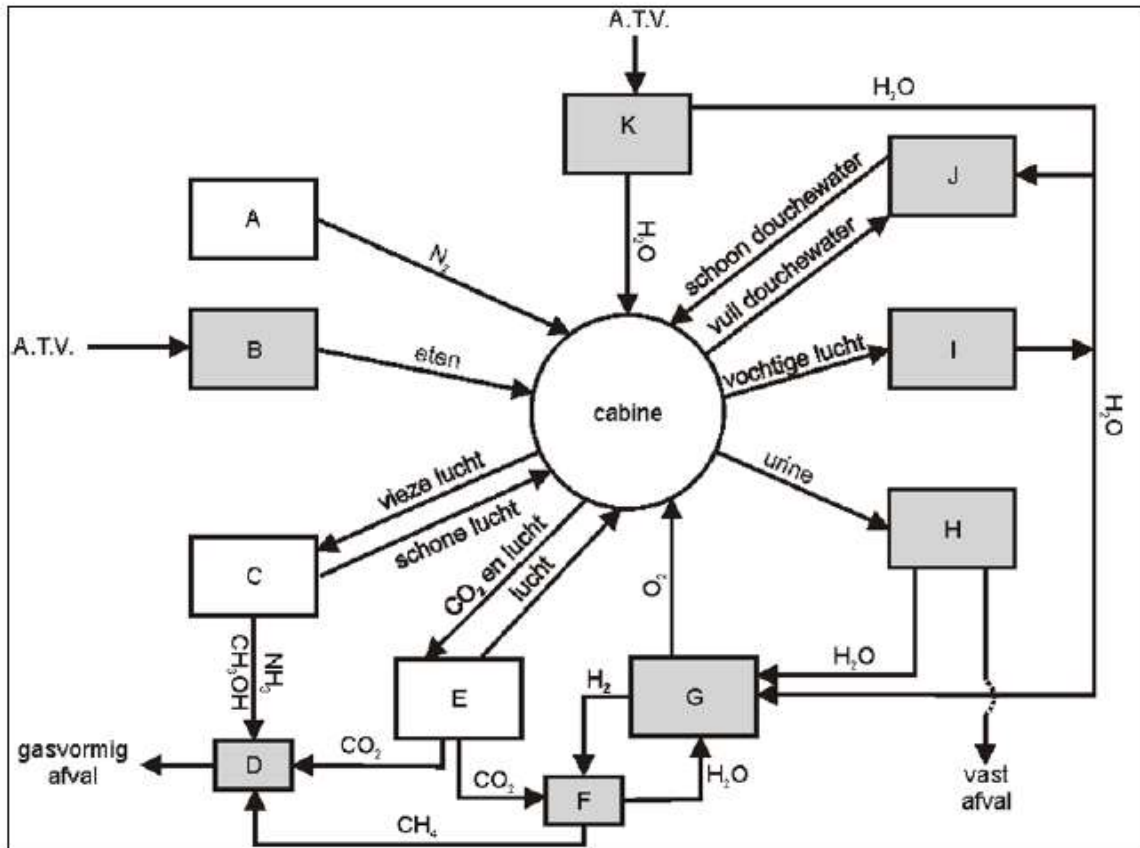 A.T.V.
K
H₂O
J
A
N₂
H₂O
schoon douchewater
vuil douchewater
A.T.V.
B
eten
vochtige lucht
I
cabine
H₂O
vieze lucht
schone lucht
urine
H
C
CO₂ en lucht
lucht
O₂
NH₃
CH₃OH
E
H₂
G
H₂O
gasvormig
afval
D
CO₂
CO₂
F
H₂O
vast
afval
CH₄